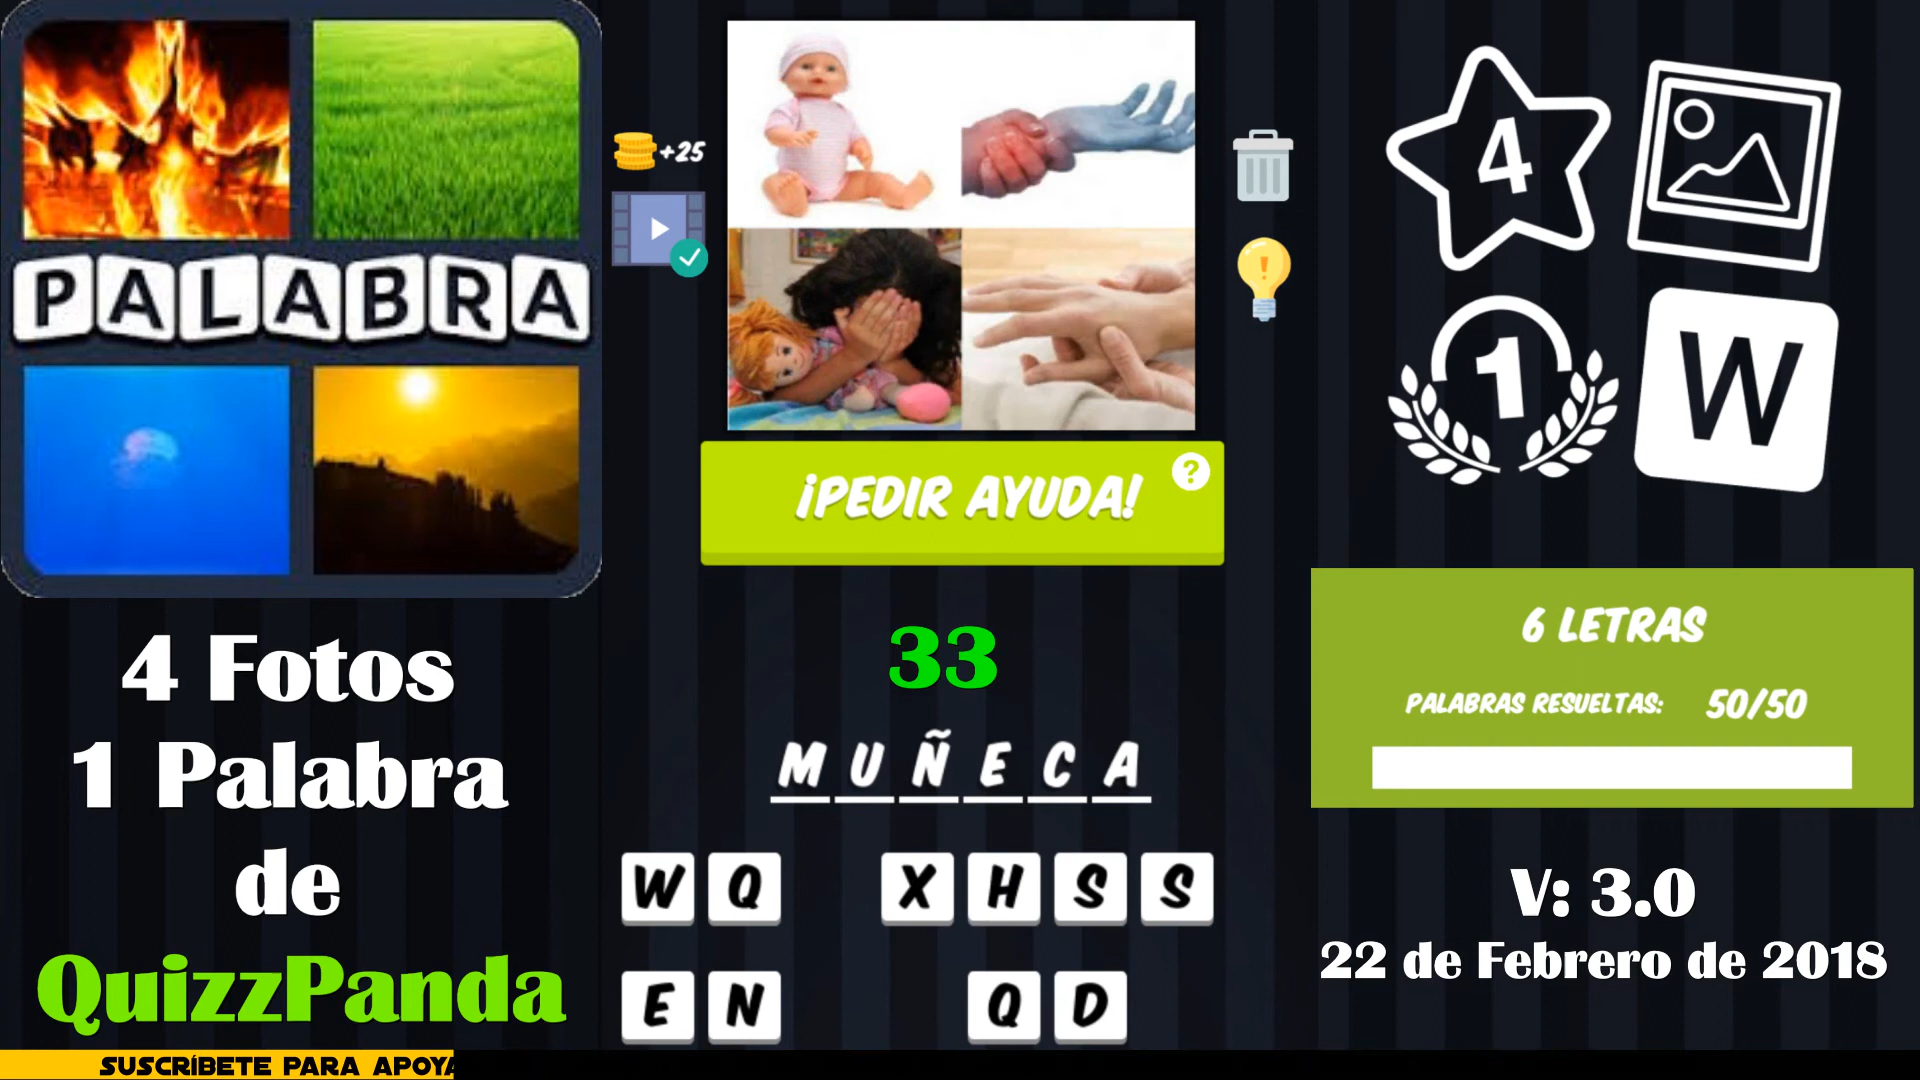 PALABRA
4 Fotos
1 Palabra
de
QuizzPanda
SUSCRÍBETE PARA APOYA
+25
¡PEDIR AYUDA!
?
33
MUÑECA
W Q X H S S
E N Q D
4
1
W
6 LETRAS
PALABRAS RESUELTAS: 50/50
V: 3.0
22 de Febrero de 2018